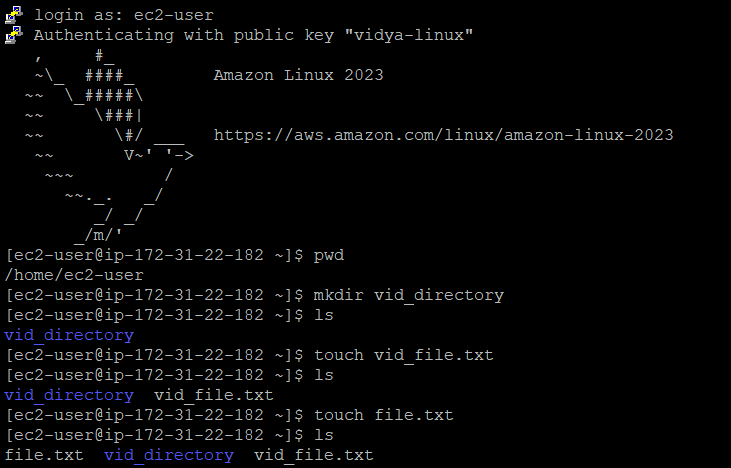 login as: ec2-user
Authenticating with public key "vidya-linux"
   ,     #_
   ~\_  ####_        Amazon Linux 2023
  ~~  \_#####\
  ~~     \###|
  ~~       \#/ ___   https://aws.amazon.com/linux/amazon-linux-2023
   ~~       V~' '->
    ~~~         /
      ~~._.   _/
         _/ _/
       _/m/'
[ec2-user@ip-172-31-22-182 ~]$ pwd
/home/ec2-user
[ec2-user@ip-172-31-22-182 ~]$ mkdir vid_directory
[ec2-user@ip-172-31-22-182 ~]$ ls
vid_directory
[ec2-user@ip-172-31-22-182 ~]$ touch vid_file.txt
[ec2-user@ip-172-31-22-182 ~]$ ls
vid_directory  vid_file.txt
[ec2-user@ip-172-31-22-182 ~]$ touch file.txt
[ec2-user@ip-172-31-22-182 ~]$ ls
file.txt  vid_directory  vid_file.txt